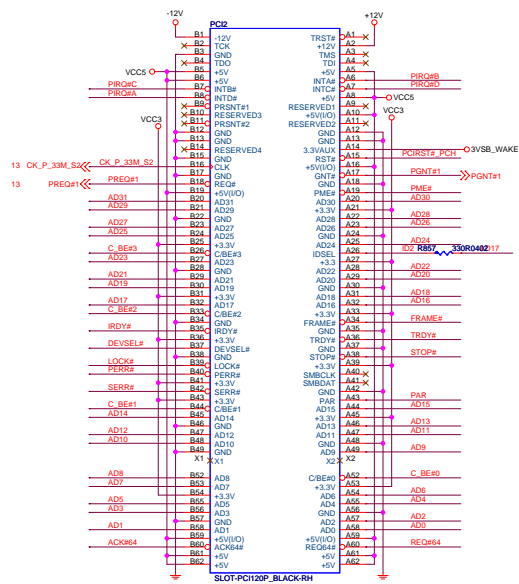 -12V +12V
PCI2
B1 -12V TRST# A1
B2 TCK +12V A2
B3 GND TMS A3
B4 TDO TDI A4
VCC5 B5 +5V +5V A5
B6 +5V INTA# A6 PIRQ#B
PIRQ#C B7 INTB# INTC# A7 PIRQ#D
PIRQ#A B8 INTD# +5V A8 VCC5
B9 PRSNT#1 RESERVED1 A9
B10 RESERVED3 +5V(I/O) A10
VCC3 B11 PRSNT#2 RESERVED2 A11 VCC3
B12 GND GND A12
B13 GND GND A13
B14 RESERVED4 3.3VAUX A14 3VSB_WAKE
B15 GND RST# A15 PCIRST#_PCH
13 CK_P_33M_S2 CK_P_33M_S2 B16 CLK +5V(I/O) A16
B17 GND GNT# A17 PGNT#1 PGNT#1
13 PREQ#1 PREQ#1 B18 REQ# GND A18
B19 +5V(I/O) PME# A19 PME#
AD31 B20 AD31 AD30 A20 AD30
AD29 B21 AD29 +3.3V A21
B22 GND AD28 A22 AD28
AD27 B23 AD27 AD26 A23 AD26
AD25 B24 AD25 GND A24
B25 +3.3V AD24 A25 AD24
C_BE#3 B26 C/BE#3 IDSEL A26 ID2 R857 330R0402
AD23 B27 AD23 +3.3 A27
B28 GND AD22 A28 AD22
AD21 B29 AD21 AD20 A29 AD20
AD19 B30 AD19 GND A30
B31 +3.3V AD18 A31 AD18
AD17 B32 AD17 AD16 A32 AD16
C_BE#2 B33 C/BE#2 +3.3V A33
B34 GND FRAME# A34 FRAME#
IRDY# B35 IRDY# GND A35
B36 +3.3V TRDY# A36 TRDY#
DEVSEL# B37 DEVSEL# GND A37
B38 GND STOP# A38 STOP#
LOCK# B39 LOCK# +3.3V A39
PERR# B40 PERR# SMBCLK A40
B41 +3.3V SMBDAT A41
SERR# B42 SERR# GND A42
B43 +3.3V PAR A43 PAR
C_BE#1 B44 C/BE#1 AD15 A44 AD15
AD14 B45 AD14 +3.3V A45
B46 GND AD13 A46 AD13
AD12 B47 AD12 AD11 A47 AD11
AD10 B48 AD10 GND A48
B49 GND AD9 A49 AD9
X1 X1 X2 X2
AD8 B52 AD8 C/BE#0 A52 C_BE#0
AD7 B53 AD7 +3.3V A53
B54 +3.3V AD6 A54 AD6
AD5 B55 AD5 AD4 A55 AD4
AD3 B56 AD3 GND A56
B57 GND AD2 A57 AD2
AD1 B58 AD1 AD0 A58 AD0
B59 +5V(I/O) +5V(I/O) A59
ACK#64 B60 ACK64# REQ64# A60 REQ#64
B61 +5V +5V A61
B62 +5V +5V A62
SLOT-PCI120P_BLACK-RH